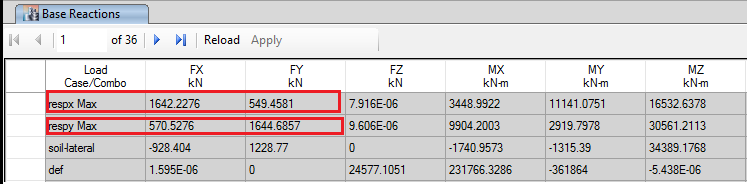 Base Reactions
1 of 36 Reload Apply
Load Case/Combo FX kN FY kN FZ kN MX kN-m MY kN-m MZ kN-m
respx Max 1642.2276 549.4581 7.916E-06 3448.9922 11141.0751 16532.6378
respy Max 570.5276 1644.6857 9.606E-06 9904.2003 2919.7978 30561.2113
soil-lateral -928.404 1228.77 0 -1740.9573 -1315.39 34389.1768
def 1.595E-06 0 24577.1051 231766.3286 -361864 -5.438E-06